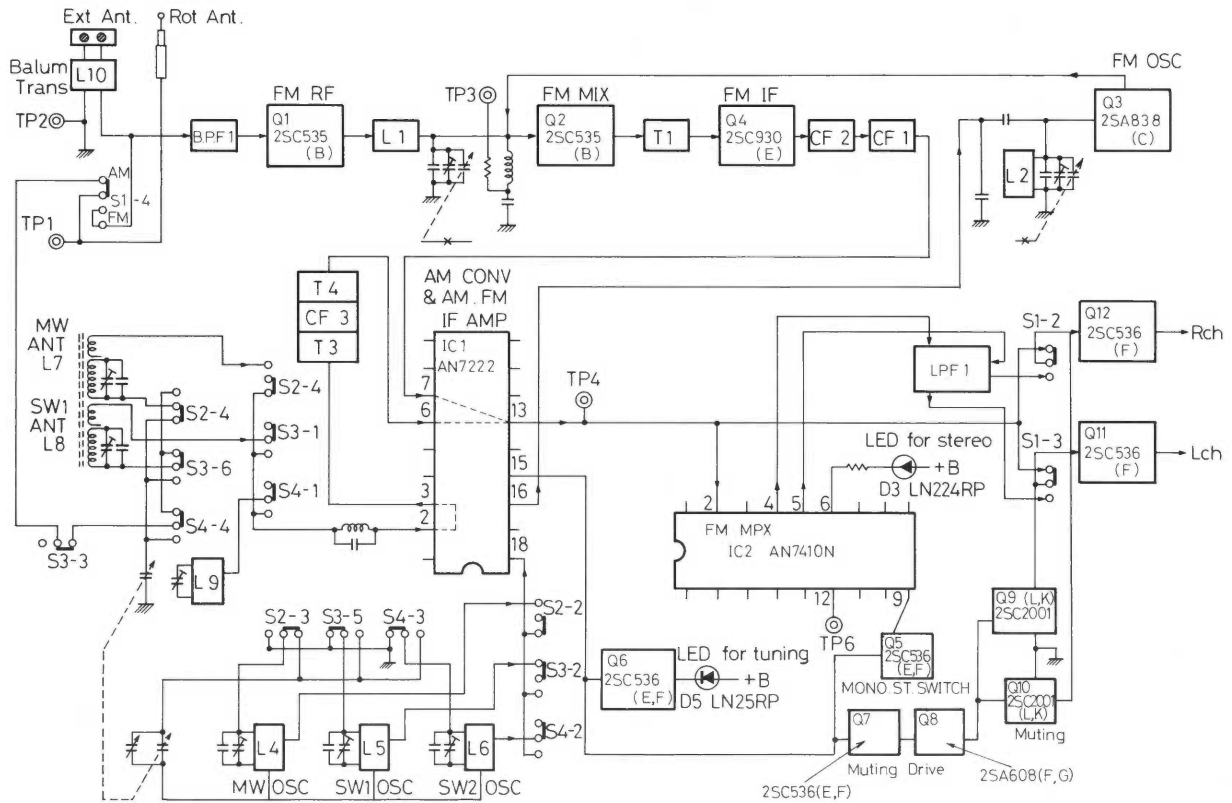 Ext Ant.
Rot Ant.
L10
Balum
Trans
TP2
FM RF
TP3
FM MIX
FM IF
FM OSC
B.P.F1
Q1
2SC535
(B)
L1
Q2
2SC535
(B)
T1
Q4
2SC930
(E)
CF 2
CF 1
Q3
2SA838
(C)
L2
AM
S1-4
FM
TP1
T4
CF 3
T3
AM CONV
& AM. FM
IF AMP
IC1
AN7222
7
6
3
2
13
15
16
18
MW
ANT
L7
SW1
ANT
L8
S2-4
S2-4
S3-1
S3-6
S4-1
S4-4
S3-3
L9
TP4
LPF1
S1-2
Q12
2SC536
(F)
Rch
S1-3
Q11
2SC536
(F)
Lch
LED for stereo
+B
D3 LN224RP
2
4
5
6
FM MPX
IC2 AN7410N
12
9
TP6
Q5
2SC536
(E,F)
MONO.ST.SWITCH
Q9 (L,K)
2SC2001
Q10
2SC2001
(L,K)
Muting
S2-3
S3-5
S4-3
S2-2
S3-2
S4-2
Q6
2SC536
(E,F)
LED for tuning
+B
D5 LN25RP
Q7
Q8
Muting Drive
2SC536(E,F)
2SA608(F,G)
L4
L5
L6
MW OSC
SW1 OSC
SW2 OSC